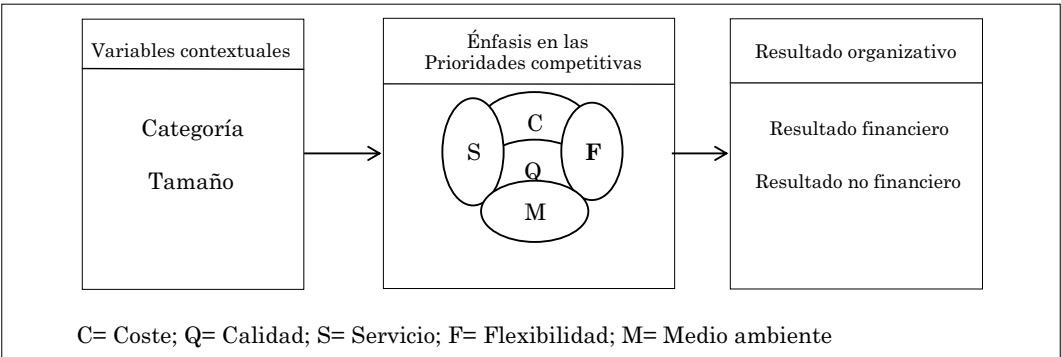 Variables contextuales
Categoría
Tamaño
Énfasis en las
Prioridades competitivas
C
S
F
Q
M
Resultado organizativo
Resultado financiero
Resultado no financiero
C= Coste; Q= Calidad; S= Servicio; F= Flexibilidad; M= Medio ambiente